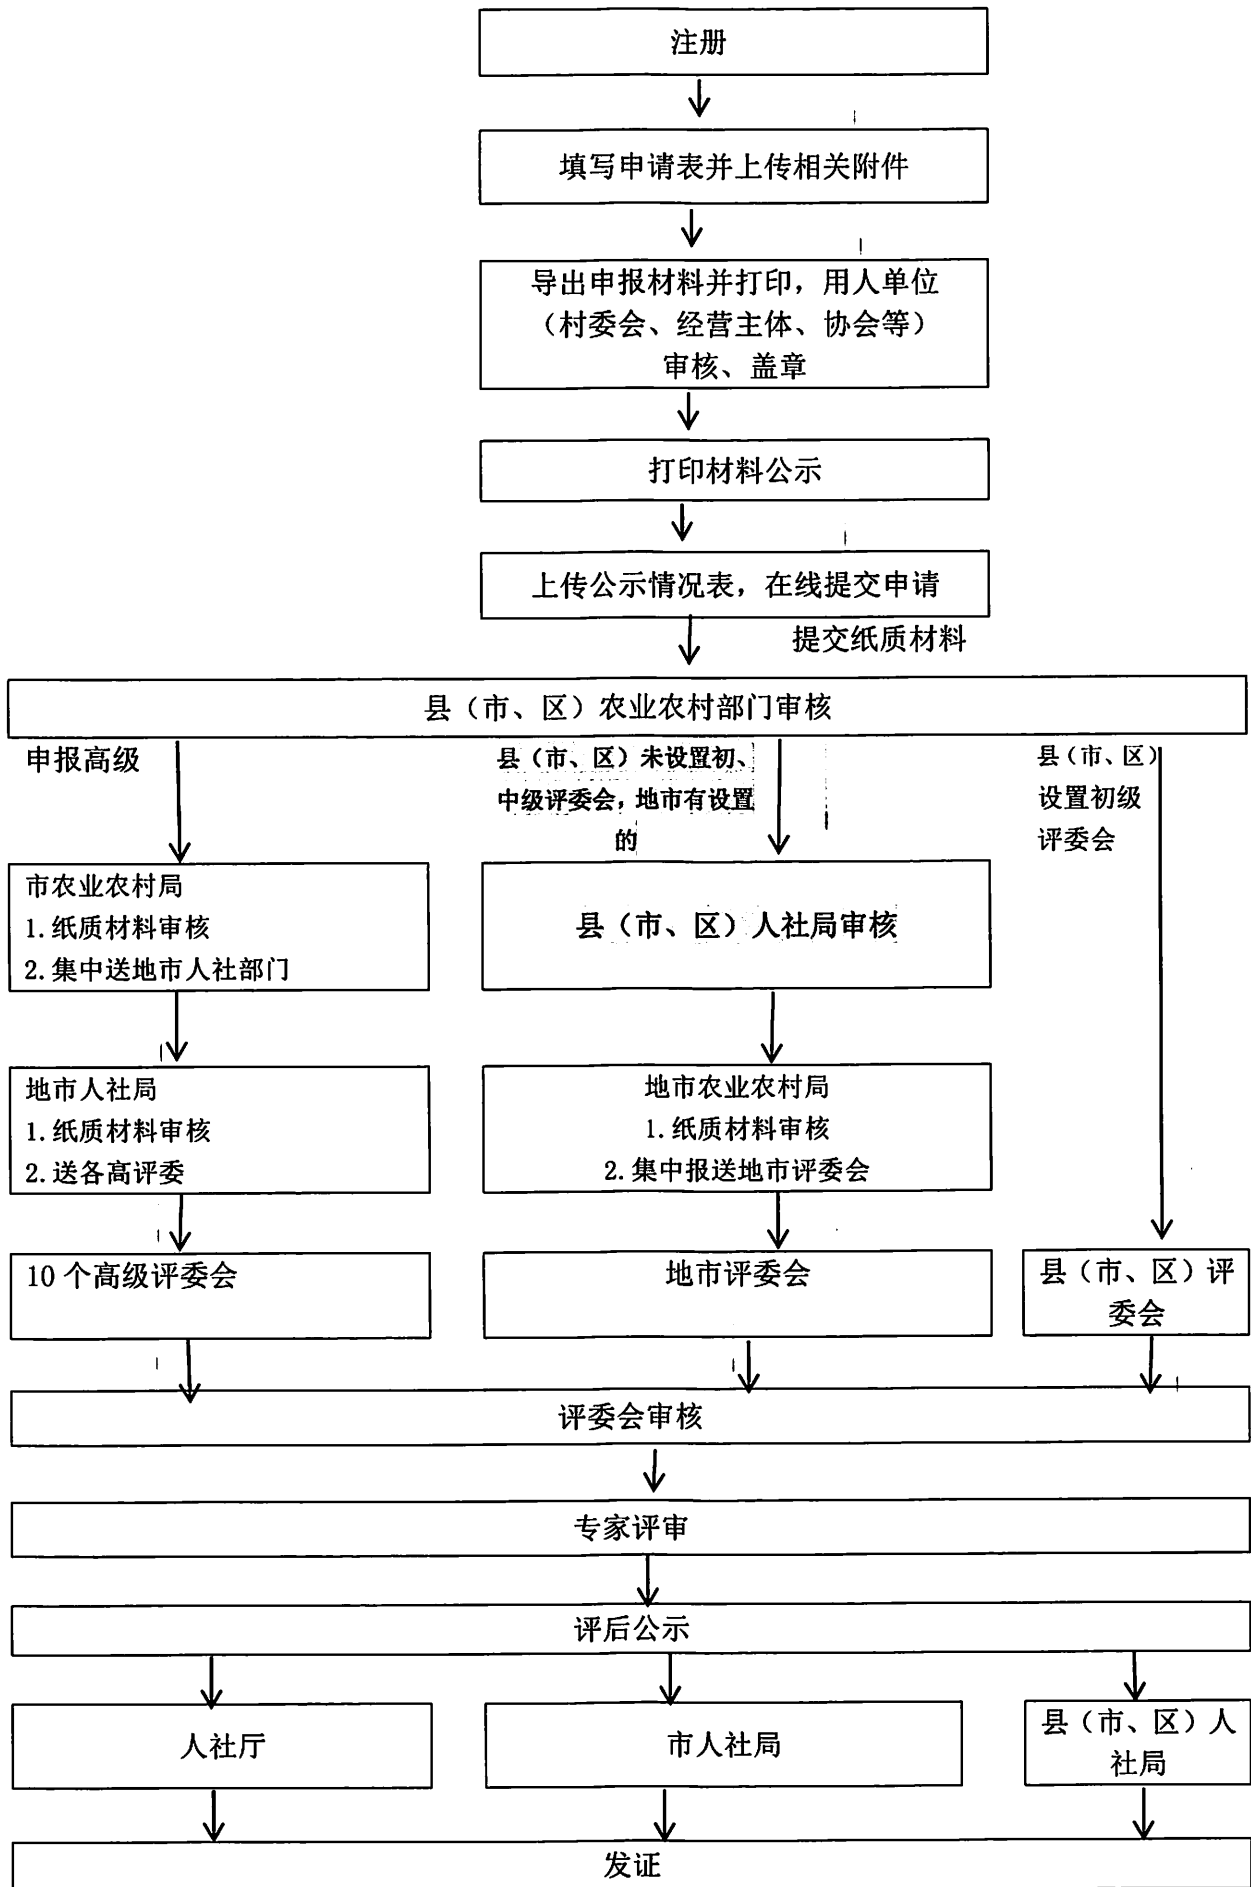 注册
填写申请表并上传相关附件
导出申报材料并打印，用人单位
（村委会、经营主体、协会等）
审核、盖章
打印材料公示
上传公示情况表，在线提交申请
提交纸质材料
县（市、区）农业农村部门审核
申报高级
县（市、区）未设置初、
中级评委会，地市有设置
的
县（市、区）
设置初级
评委会
市农业农村局
1.纸质材料审核
2.集中送地市人社部门
县（市、区）人社局审核
地市人社局
1.纸质材料审核
2.送各高评委
地市农业农村局
1.纸质材料审核
2.集中报送地市评委会
10个高级评委会
地市评委会
县（市、区）评
委会
评委会审核
专家评审
评后公示
人社厅
市人社局
县（市、区）人
社局
发证